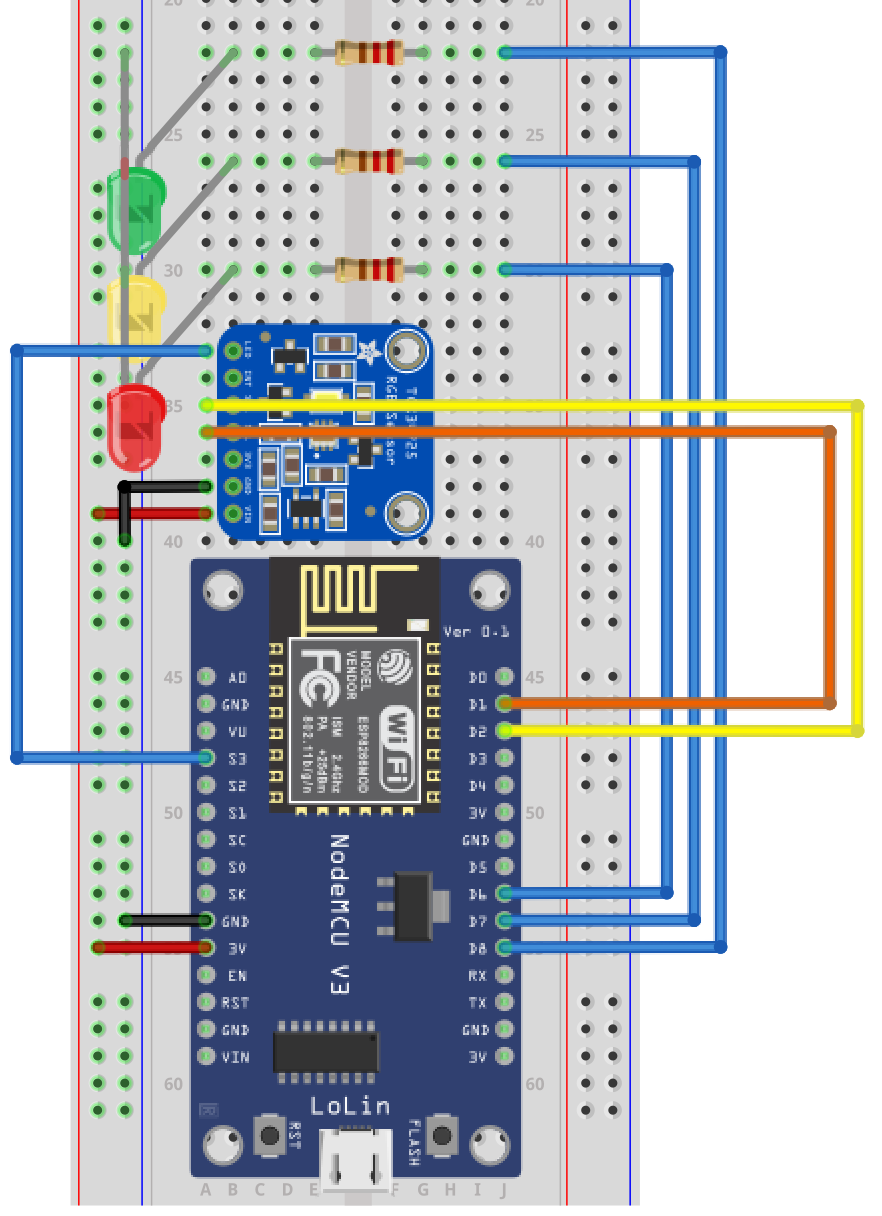 20
20
25
25
30
35
LED
INT
GND
VIN
TCS34725
RGB Sensor
40
40
Ver 0.1
45
45
A0
GND
VU
S3
S2
S1
SC
S0
SK
GND
3V
EN
RST
GND
VIN
D0
D1
D2
D3
D4
3V
GND
D5
D6
D7
D8
RX
TX
GND
3V
MODEL
VENDOR
ESP8266MOD
ISM 2.4GHz
PA +25dBm
802.11b/g/n
FC
WiFi
50
50
NodeMCU V3
60
60
LoLin
RST
FLASH
A B C D E F G H I J